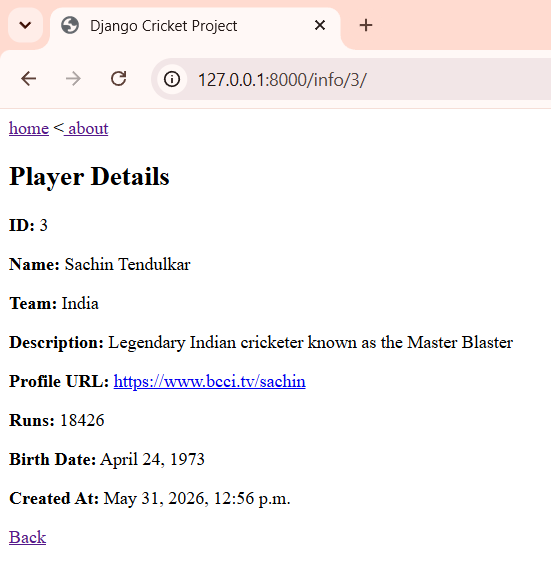 Django Cricket Project
127.0.0.1:8000/info/3/
home < about
Player Details
ID: 3
Name: Sachin Tendulkar
Team: India
Description: Legendary Indian cricketer known as the Master Blaster
Profile URL: https://www.bcci.tv/sachin
Runs: 18426
Birth Date: April 24, 1973
Created At: May 31, 2026, 12:56 p.m.
Back